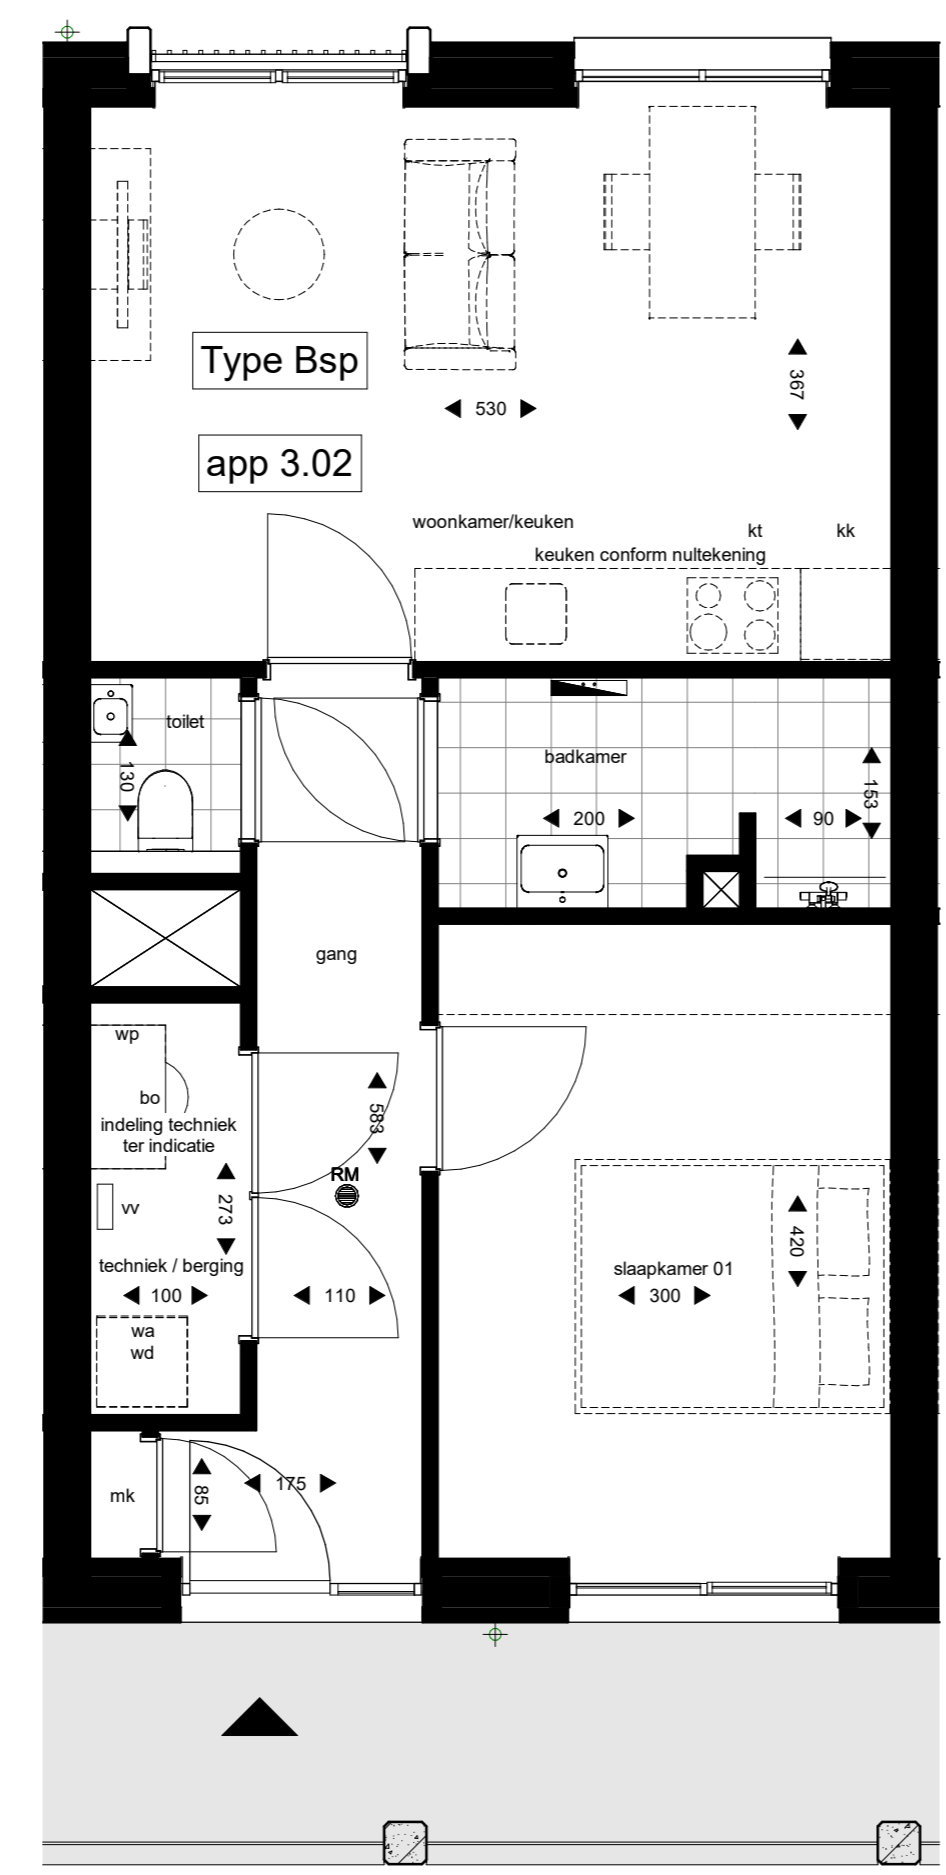 Type Bsp
367
530
app 3.02
woonkamer/keuken
kt
kk
keuken conform nultekening
toilet
badkamer
130
153
200
90
gang
wp
bo
indeling techniek
ter indicatie
583
RM
vv
273
420
techniek / berging
slaapkamer 01
100
110
300
wa
wd
mk
85
175